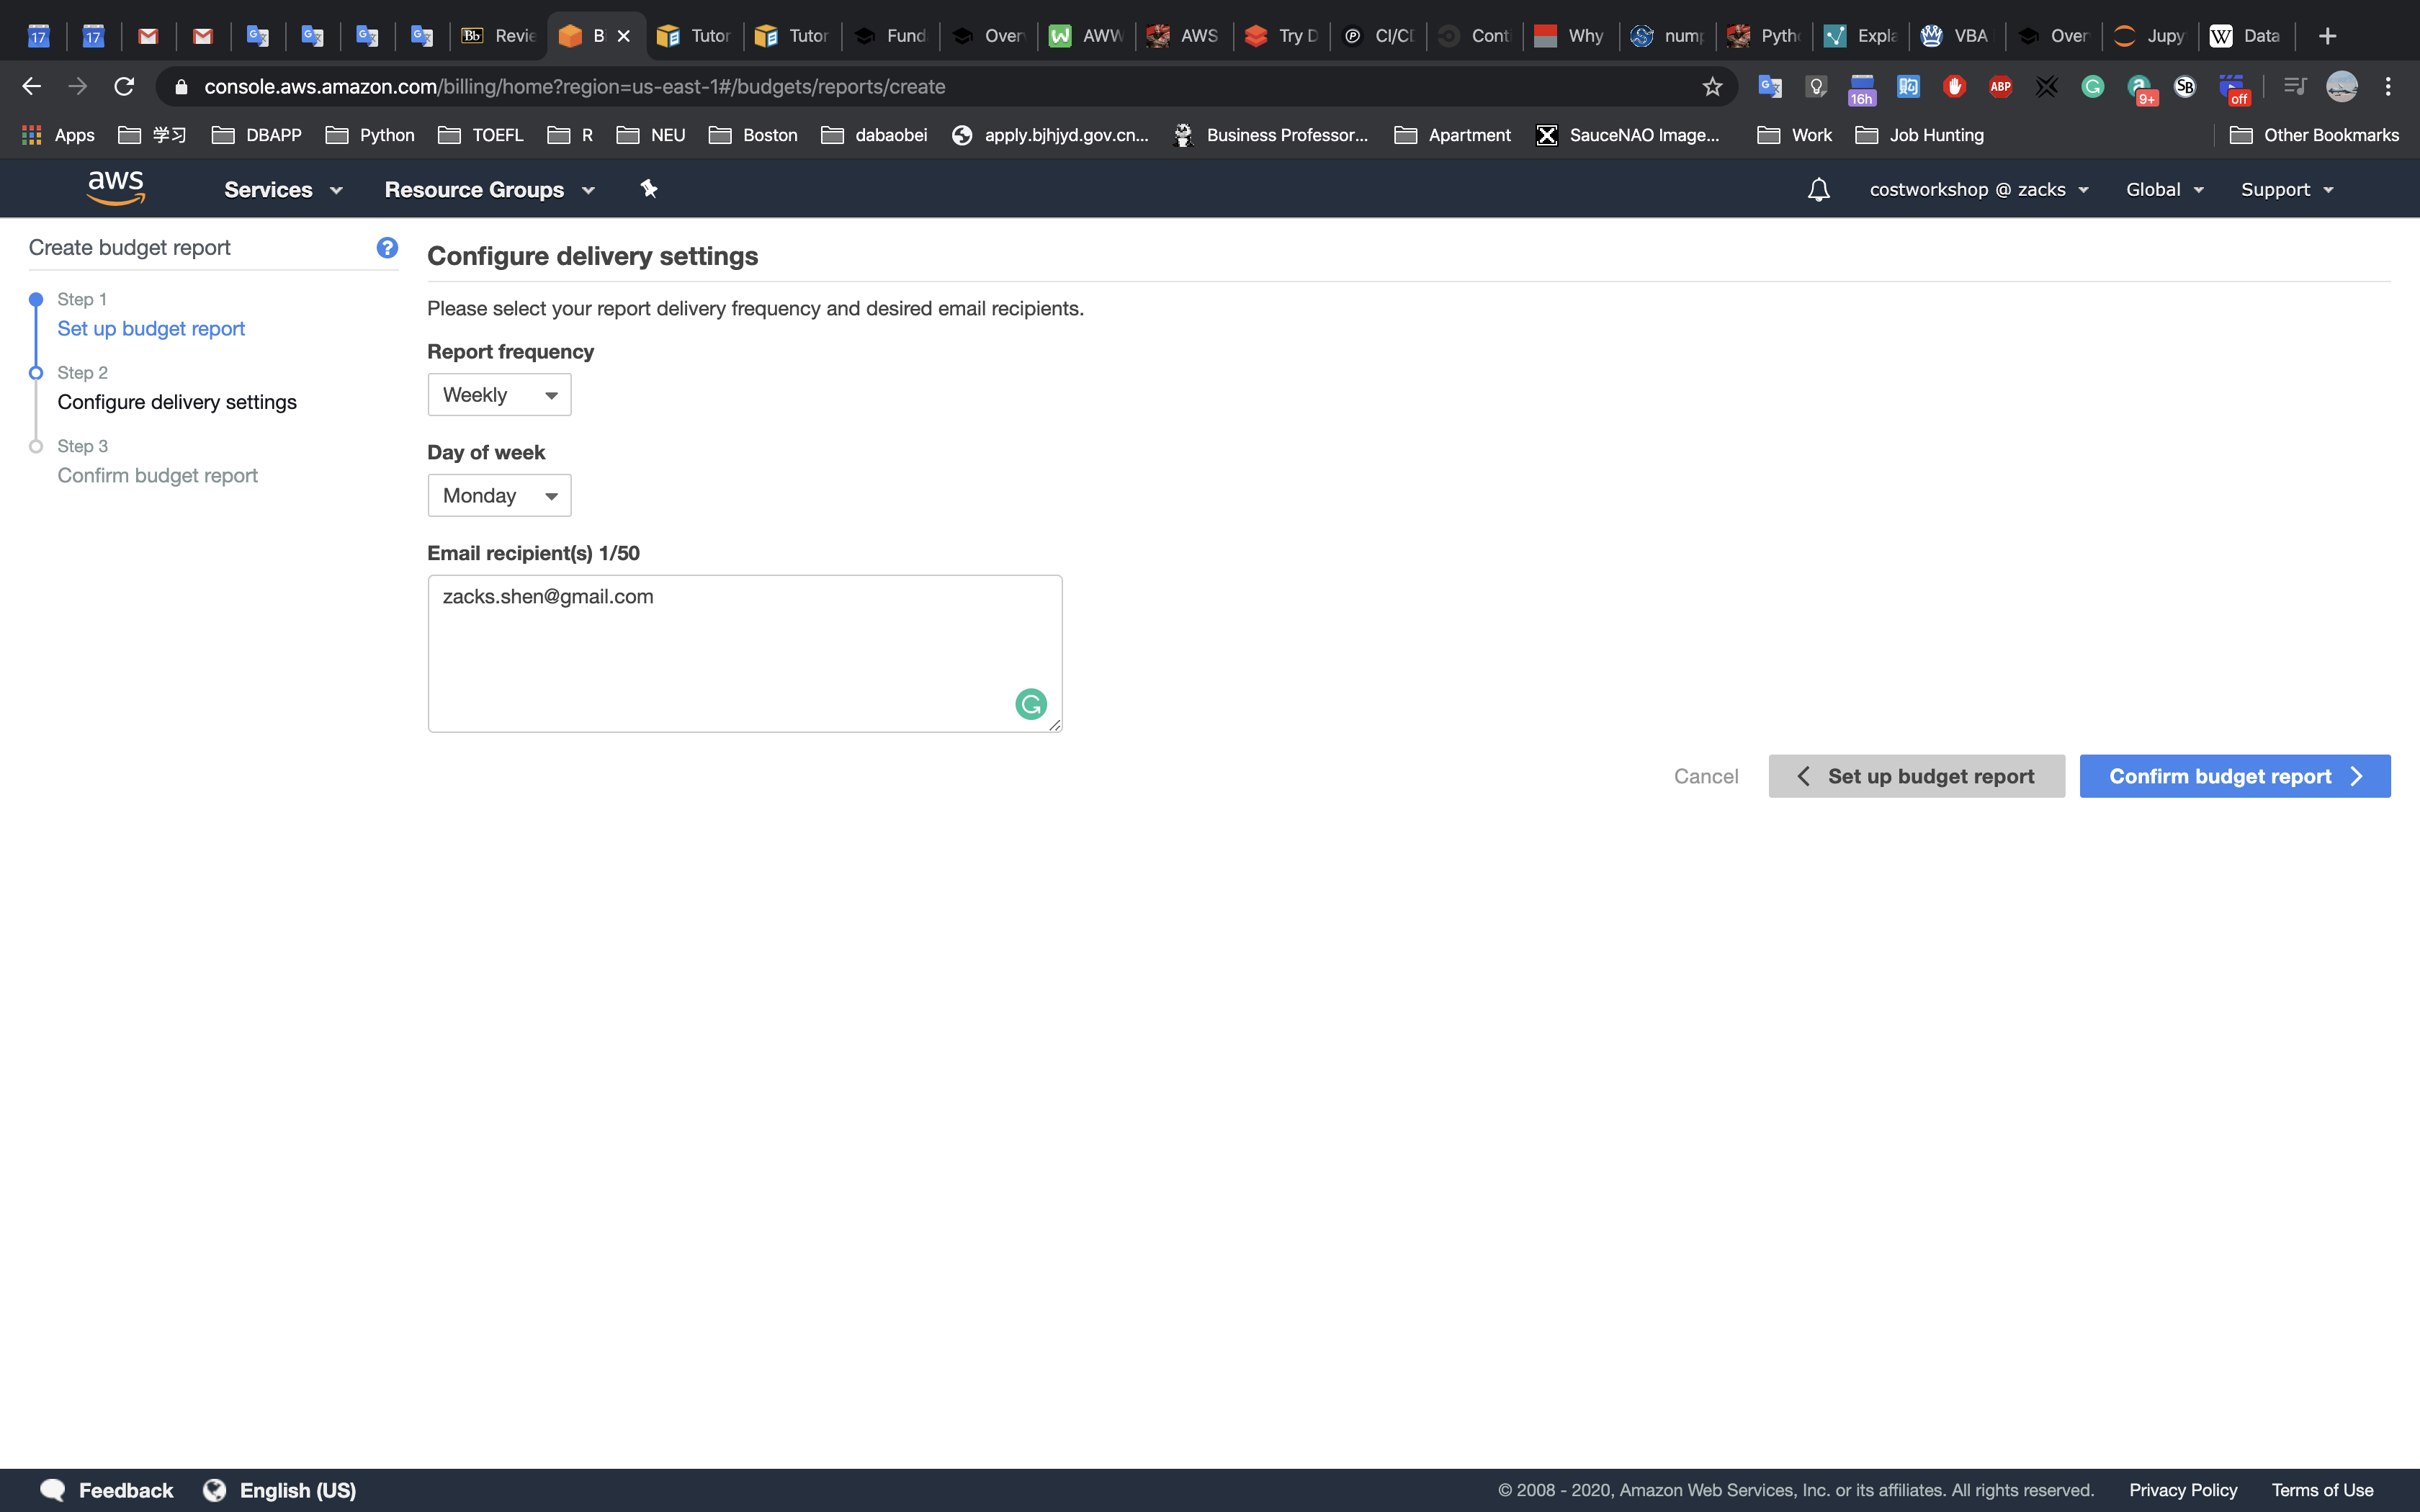 17
17
Bb Revie
B
Tutor
Tutor
Fund
Over
AWW
AWS
Try D
CI/CD
Cont
Why
nump
Pytho
Expla
VBA
Over
Jupy
W Data
console.aws.amazon.com/billing/home?region=us-east-1#/budgets/reports/create
16h
ABP
9+
SB
off
Apps
学习
DBAPP
Python
TOEFL
R
NEU
Boston
dabaobei
apply.bjhjyd.gov.cn...
Business Professor...
Apartment
SauceNAO Image...
Work
Job Hunting
Other Bookmarks
aws
Services
Resource Groups
costworkshop @ zacks
Global
Support
Create budget report
Step 1
Set up budget report
Step 2
Configure delivery settings
Step 3
Confirm budget report
Configure delivery settings
Please select your report delivery frequency and desired email recipients.
Report frequency
Weekly
Day of week
Monday
Email recipient(s) 1/50
zacks.shen@gmail.com
Cancel
Set up budget report
Confirm budget report
Feedback
English (US)
© 2008 - 2020, Amazon Web Services, Inc. or its affiliates. All rights reserved.
Privacy Policy
Terms of Use